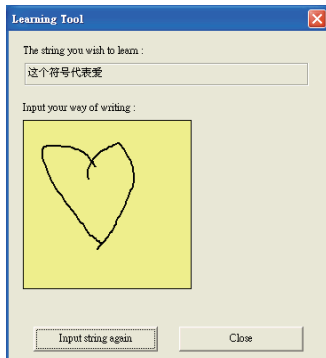 Learning Tool
The string you wish to learn :
这个符号代表爱
Input your way of writing :
Input string again
Close